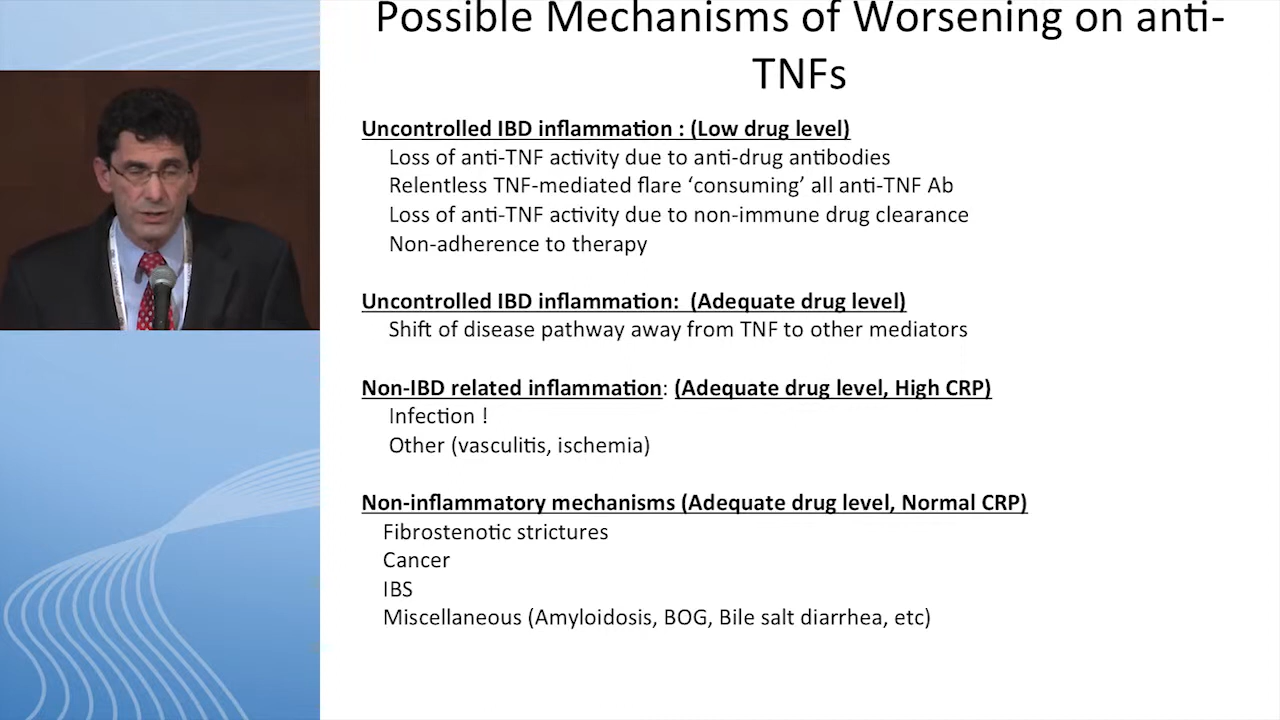 Possible Mechanisms of Worsening on anti-
TNFs
Uncontrolled IBD inflammation : (Low drug level)
Loss of anti-TNF activity due to anti-drug antibodies
Relentless TNF-mediated flare ‘consuming’ all anti-TNF Ab
Loss of anti-TNF activity due to non-immune drug clearance
Non-adherence to therapy
Uncontrolled IBD inflammation: (Adequate drug level)
Shift of disease pathway away from TNF to other mediators
Non-IBD related inflammation: (Adequate drug level, High CRP)
Infection !
Other (vasculitis, ischemia)
Non-inflammatory mechanisms (Adequate drug level, Normal CRP)
Fibrostenotic strictures
Cancer
IBS
Miscellaneous (Amyloidosis, BOG, Bile salt diarrhea, etc)